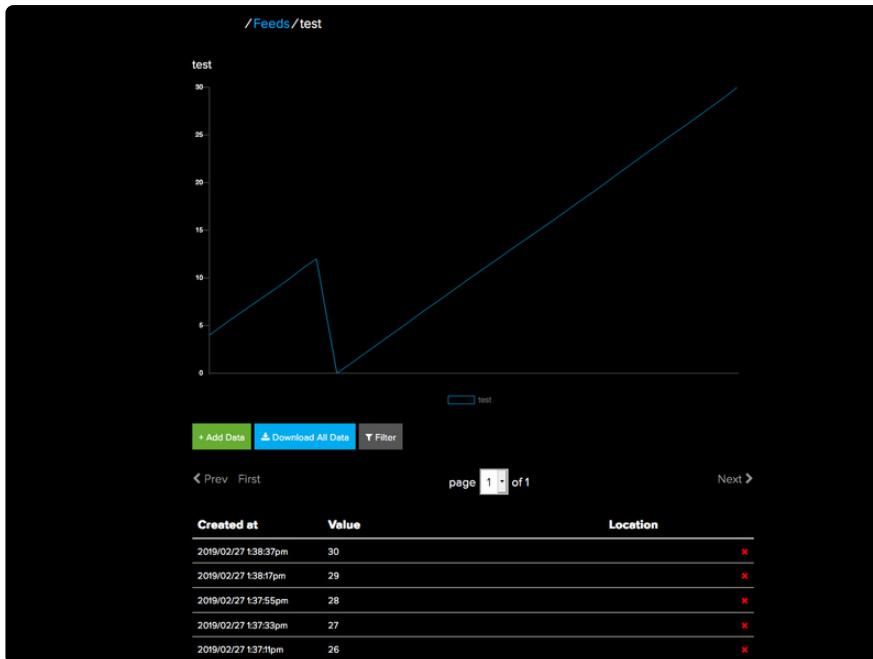 /Feeds/test
test
30
25
20
15
10
5
0
test
+ Add Data Download All Data Filter
Prev First page 1 of 1 Next
Created at Value Location
2019/02/27 1:38:37pm 30
2019/02/27 1:38:17pm 29
2019/02/27 1:37:55pm 28
2019/02/27 1:37:33pm 27
2019/02/27 1:37:11pm 26